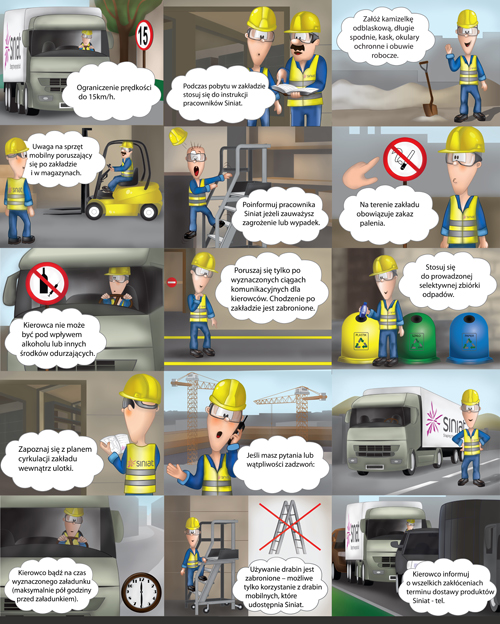 siniat
15
Ograniczenie prędkości
do 15km/h.
Podczas pobytu w zakładzie
stosuj się do instrukcji
pracowników Siniat.
Załóż kamizelkę
odblaskową, długie
spodnie, kask, okulary
ochronne i obuwie
robocze.
Uwaga na sprzęt
mobilny poruszający
się po zakładzie
i w magazynach.
Poinformuj pracownika
Siniat jeżeli zauważysz
zagrożenie lub wypadek.
Na terenie zakładu
obowiązuje zakaz
palenia.
Kierowca nie może
być pod wpływem
alkoholu lub innych
środków odurzających.
Poruszaj się tylko po
wyznaczonych ciągach
komunikacyjnych dla
kierowców. Chodzenie po
zakładzie jest zabronione.
Stosuj się
do prowadzonej
selektywnej zbiórki
odpadów.
Zapoznaj się z planem
cyrkulacji zakładu
wewnątrz ulotki.
Siniat
Jeśli masz pytania lub
wątpliwości zadzwoń:
Siniat
Kierowco bądź na czas
wyznaczonego załadunku
(maksymalnie pół godziny
przed załadunkiem).
Używanie drabin jest
zabronione – możliwe
tylko korzystanie z drabin
mobilnych, które
udostępnia Siniat.
Kierowco informuj
o wszelkich zakłóceniach
terminu dostawy produktów
Siniat - tel.